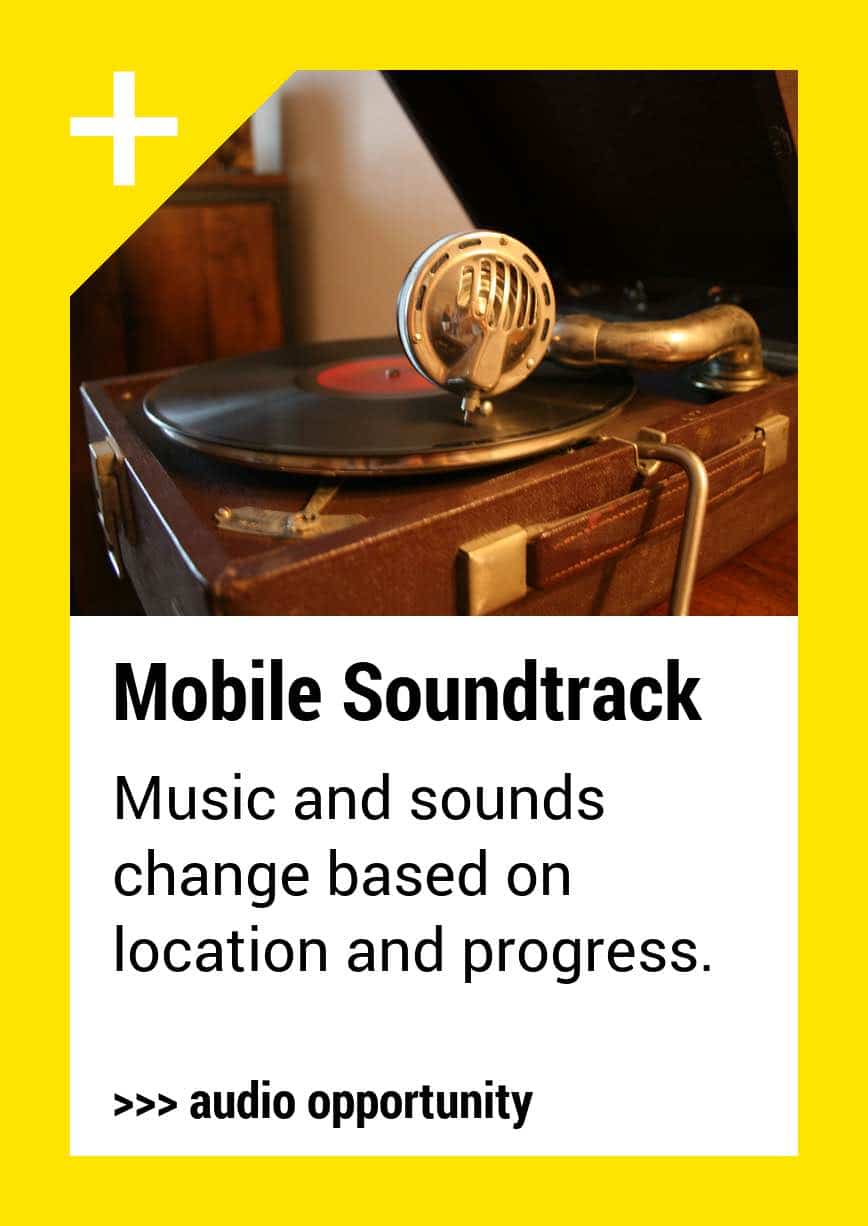 Mobile Soundtrack
Music and sounds
change based on
location and progress.
>>> audio opportunity